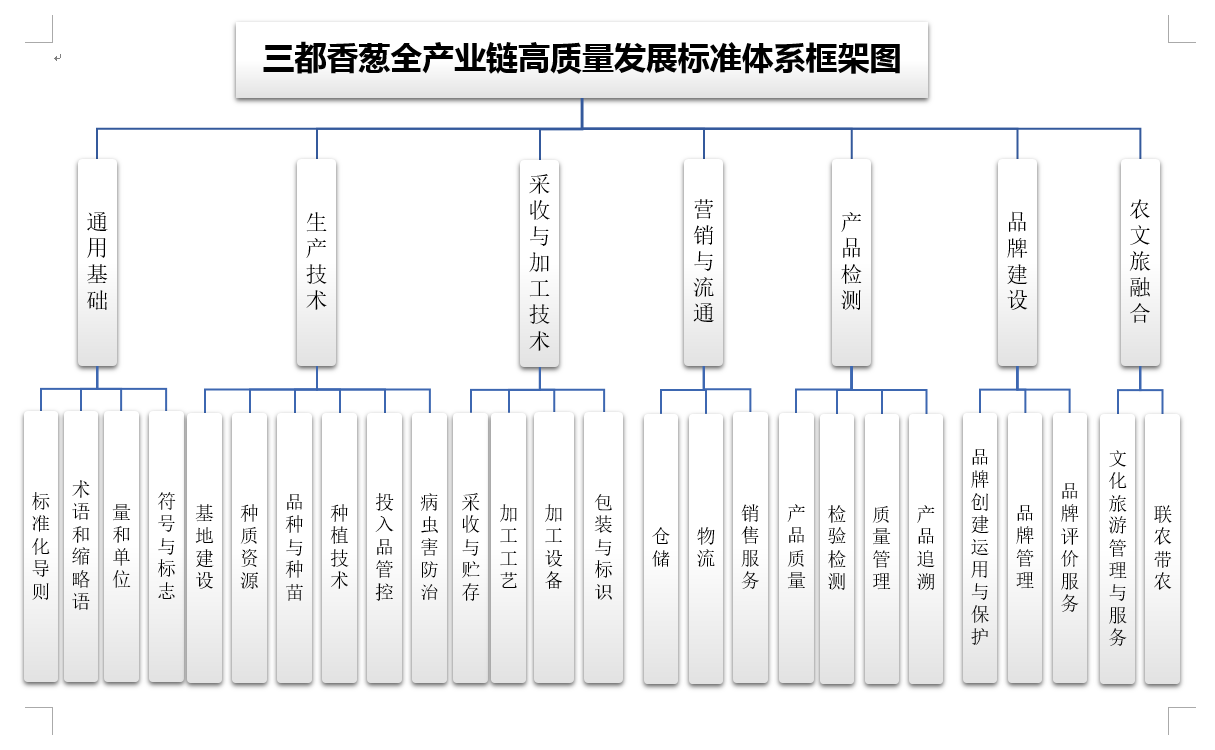 三都香葱全产业链高质量发展标准体系框架图
通用基础
生产技术
采收与加工技术
营销与流通
产品检测
品牌建设
农文旅融合
标准化导则
术语和缩略语
量和单位
符号与标志
基地建设
种质资源
品种与种苗
种植技术
投入品管控
病虫害防治
采收与贮存
加工工艺
加工设备
包装与标识
仓储
物流
销售服务
产品质量
检验检测
质量管理
产品追溯
品牌创建运用与保护
品牌管理
品牌评价服务
文化旅游管理与服务
联农带农